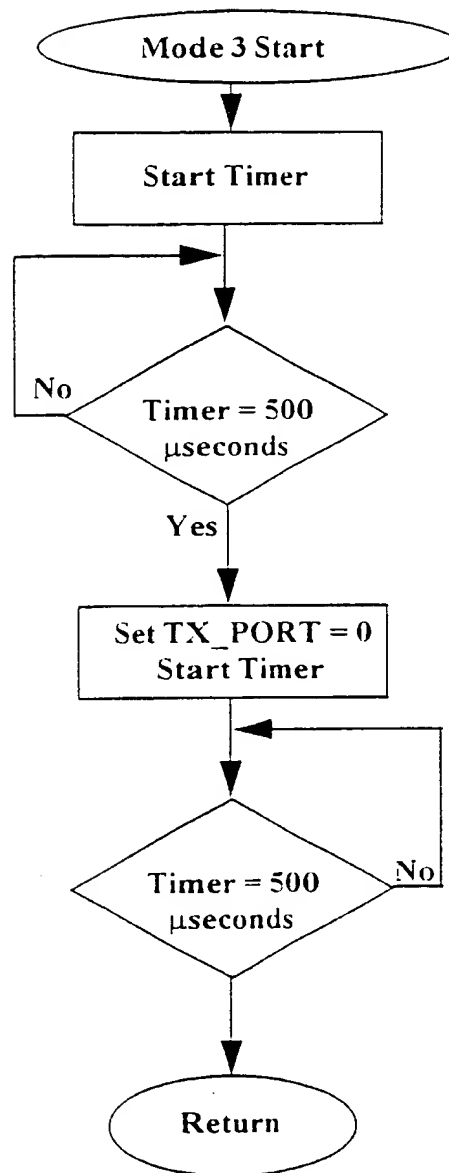 Mode 3 Start
Start Timer
No
Timer = 500
μseconds
Yes
Set TX_PORT = 0
Start Timer
No
Timer = 500
μseconds
Return